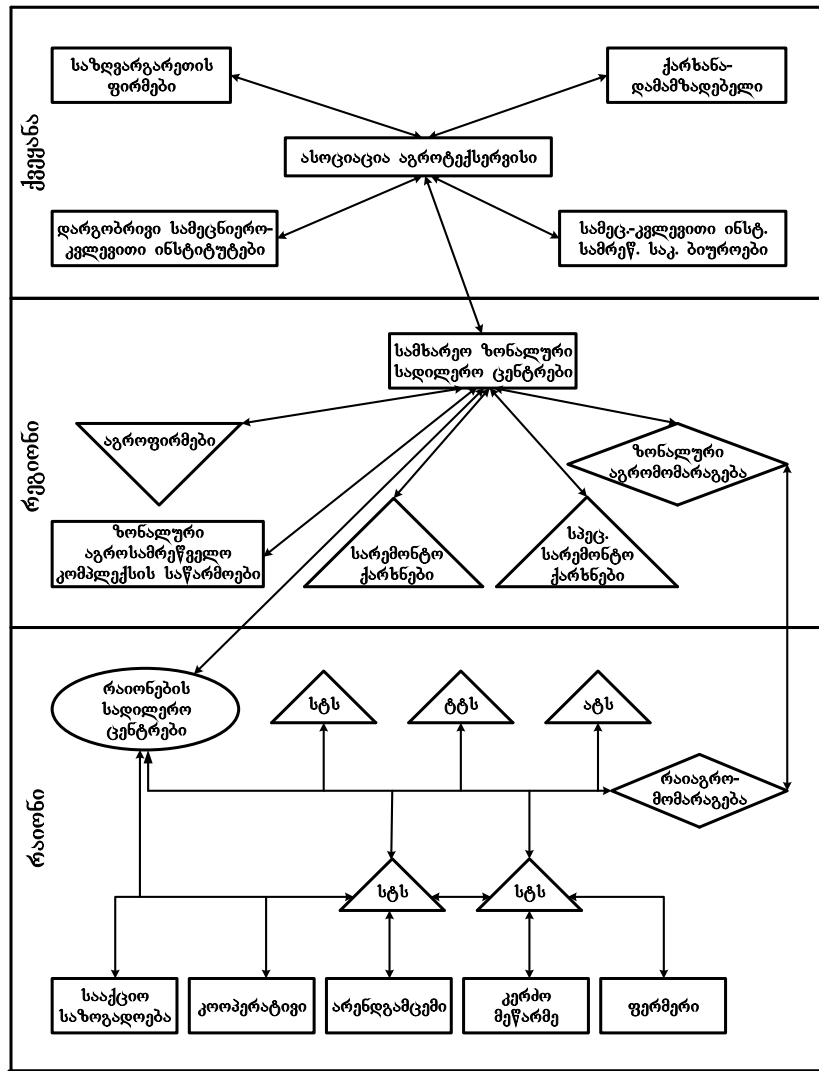 ქვეყანა
საზღვარგარეთის
ფირმები
ქარხანა-
დამამზადებელი
ასოციაცია აგროტექსერვისი
დარგობრივი სამეცნიერო-
კვლევითი ინსტიტუტები
სამეც.-კვლევითი ინსტ.
სამრეწ. საკ. ბიუროები
რეგიონი
სამხარეო ზონალური
სადილერო ცენტრები
აგროფირმები
ზონალური
აგრომომარაგება
ზონალური
აგროსამრეწველო
კომპლექსის საწარმოები
სარემონტო
ქარხნები
სპეც.
სარემონტო
ქარხნები
რაიონი
რაიონების
სადილერო
ცენტრები
სტს
ტტს
ატს
რაიაგრო-
მომარაგება
სტს
სტს
სააქციო
საზოგადოება
კოოპერატივი
არენდგამცემი
კერძო
მეწარმე
ფერმერი